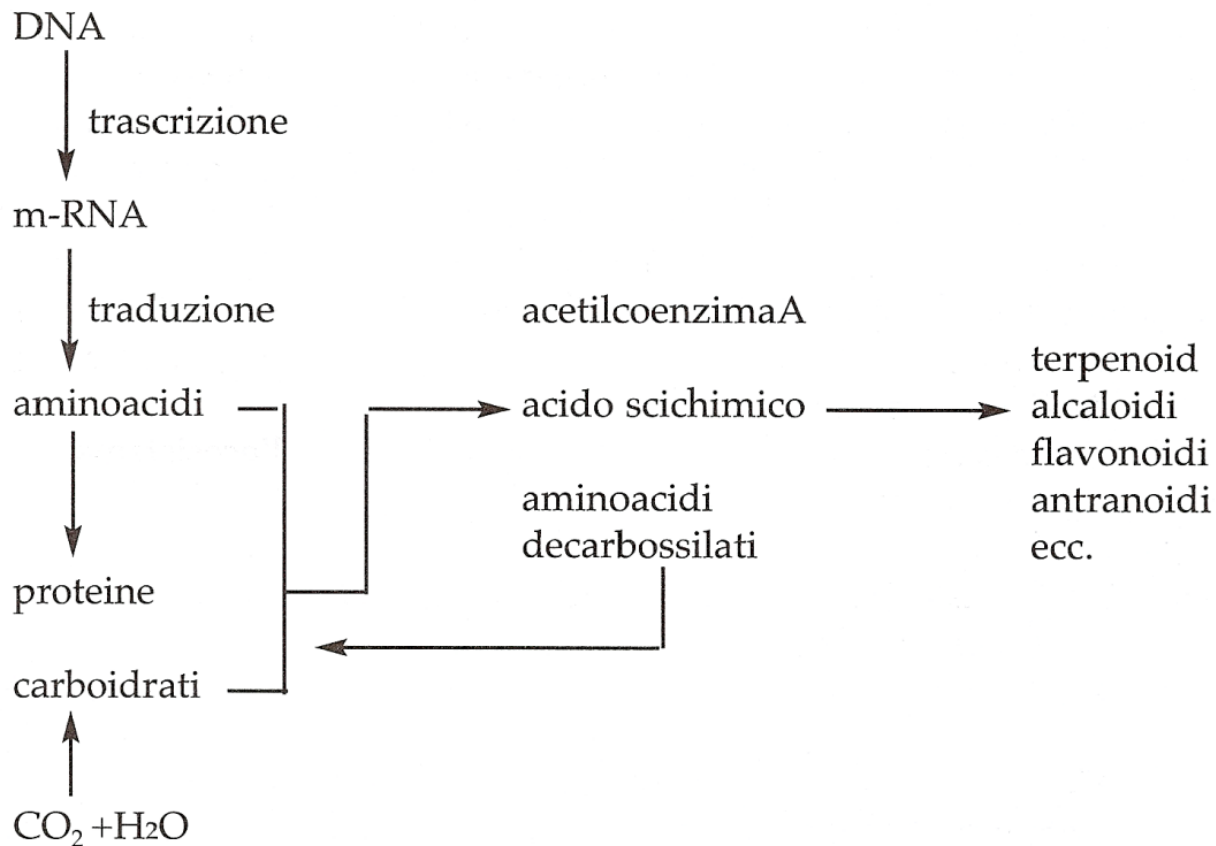 DNA
trascrizione
m-RNA
traduzione
acetilcoenzimaA
aminoacidi
acido scichimico
terpenoid
alcaloidi
flavonoidi
antranoidi
ecc.
aminoacidi
decarbossilati
proteine
carboidrati
CO₂ +H2O